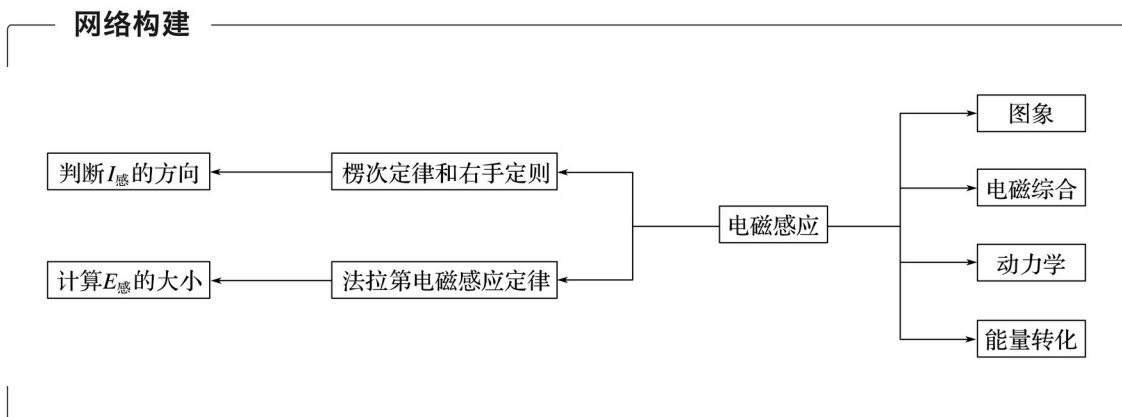 网络构建
图象
判断I感的方向
楞次定律和右手定则
电磁综合
电磁感应
动力学
计算E感的大小
法拉第电磁感应定律
能量转化